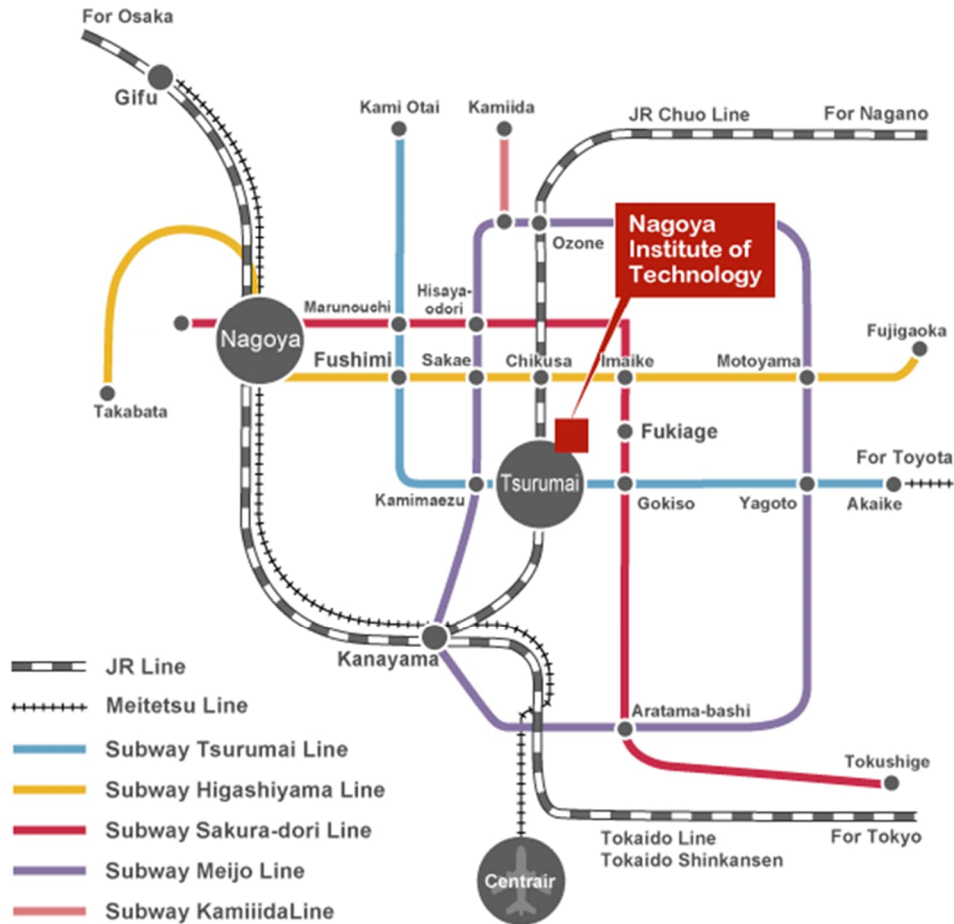 For Osaka
Gifu
Kami Otai
Kamiida
JR Chuo Line
For Nagano
Ozone
Nagoya
Institute of
Technology
Marunouchi
Hisaya-
odori
Nagoya
Fushimi
Sakae
Chikusa
Imaike
Motoyama
Fujigaoka
Takabata
Fukiage
For Toyota
Tsurumai
Kamimaezu
Gokiso
Yagoto
Akaike
Kanayama
JR Line
Meitetsu Line
Subway Tsurumai Line
Subway Higashiyama Line
Subway Sakura-dori Line
Subway Meijo Line
Subway KamiiidaLine
Aratama-bashi
Tokushige
Tokaido Line
Tokaido Shinkansen
For Tokyo
Centrair